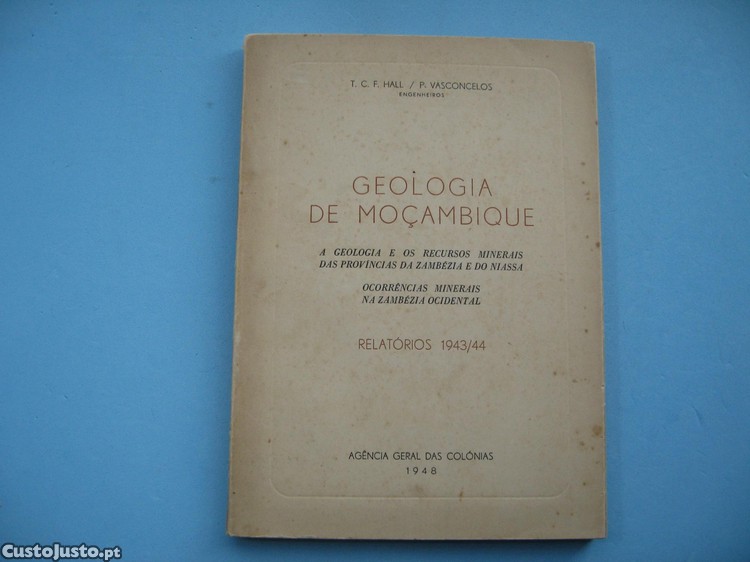 T. C. F. HALL / P. VASCONCELOS
ENGENHEIROS
GEOLOGIA
DE MOÇAMBIQUE
A GEOLOGIA E OS RECURSOS MINERAIS
DAS PROVÍNCIAS DA ZAMBÉZIA E DO NIASSA
OCORRÊNCIAS MINERAIS
NA ZAMBÉZIA OCIDENTAL
RELATÓRIOS 1943/44
AGÊNCIA GERAL DAS COLÓNIAS
1948
CustoJusto.pt